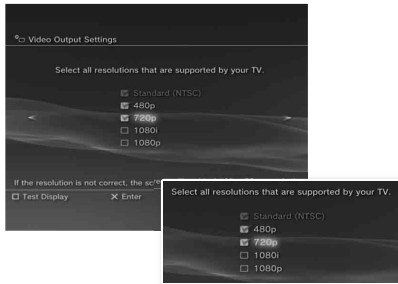 Video Output Settings
Select all resolutions that are supported by your TV.
Standard (NTSC)
480p
720p
1080i
1080p
If the resolution is not correct, the
Test Display
Enter
Select all resolutions that are supported by your TV.
Standard (NTSC)
480p
720p
1080i
1080p